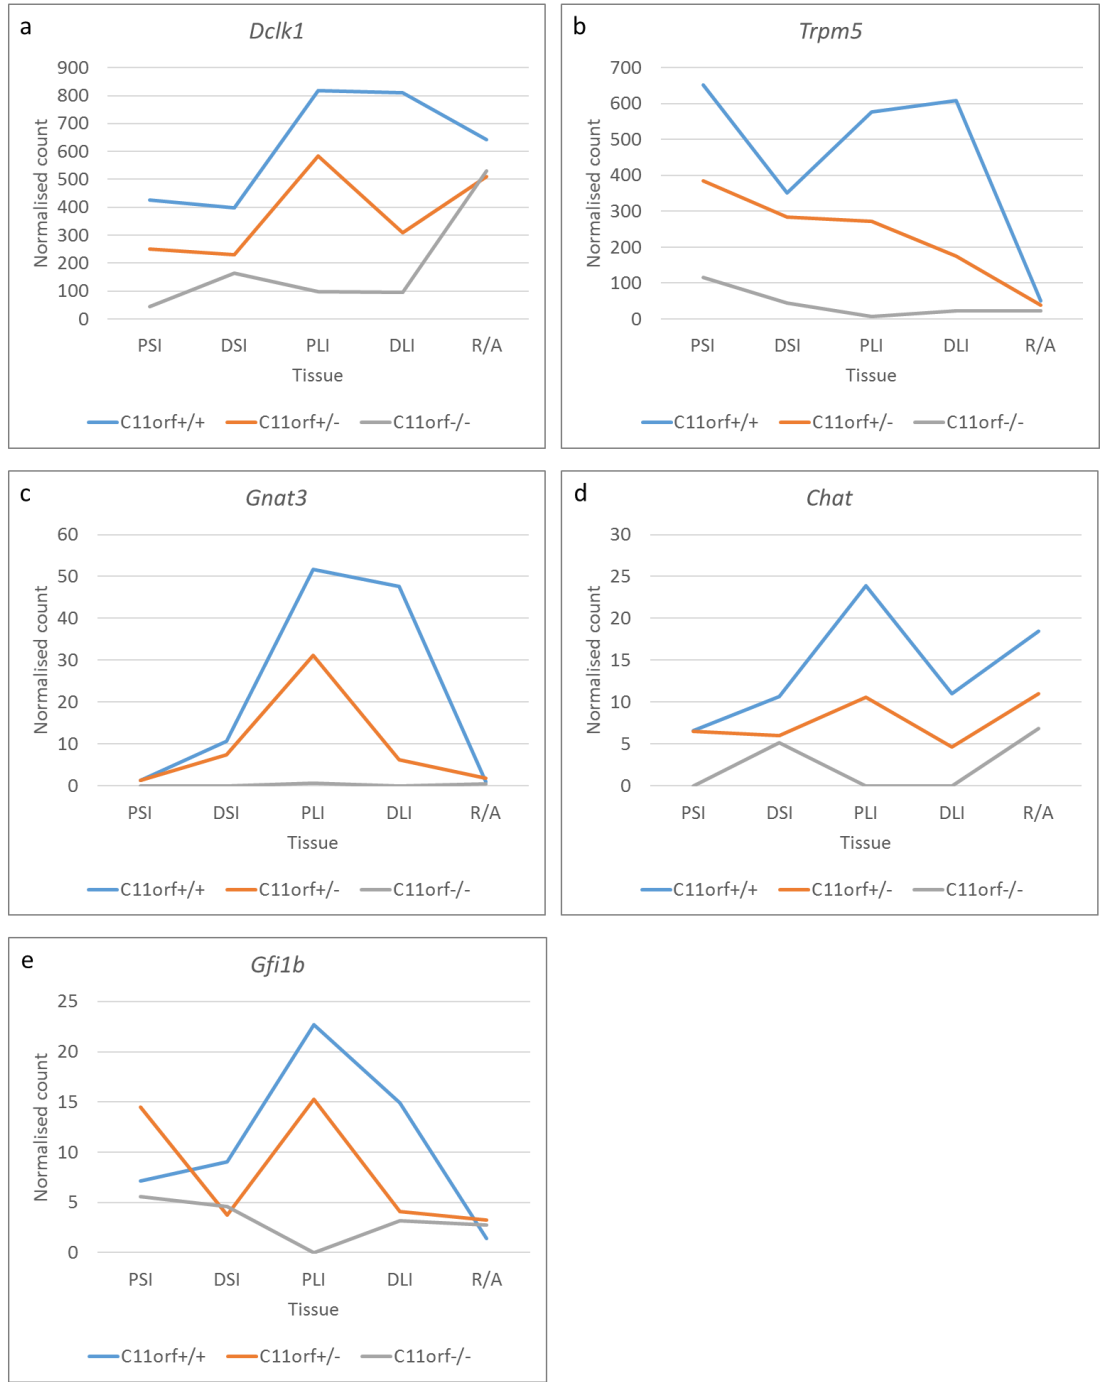 a
Dclk1
900
800
700
600
500
400
300
200
100
0
Normalised count
PSI DSI PLI DLI R/A
Tissue
C11orf+/+ C11orf+/- C11orf-/-
b
Trpm5
700
600
500
400
300
200
100
0
Normalised count
PSI DSI PLI DLI R/A
Tissue
C11orf+/+ C11orf+/- C11orf-/-
c
Gnat3
60
50
40
30
20
10
0
Normalised count
PSI DSI PLI DLI R/A
Tissue
C11orf+/+ C11orf+/- C11orf-/-
d
Chat
30
25
20
15
10
5
0
Normalised count
PSI DSI PLI DLI R/A
Tissue
C11orf+/+ C11orf+/- C11orf-/-
e
Gfi1b
25
20
15
10
5
0
Normalised count
PSI DSI PLI DLI R/A
Tissue
C11orf+/+ C11orf+/- C11orf-/-